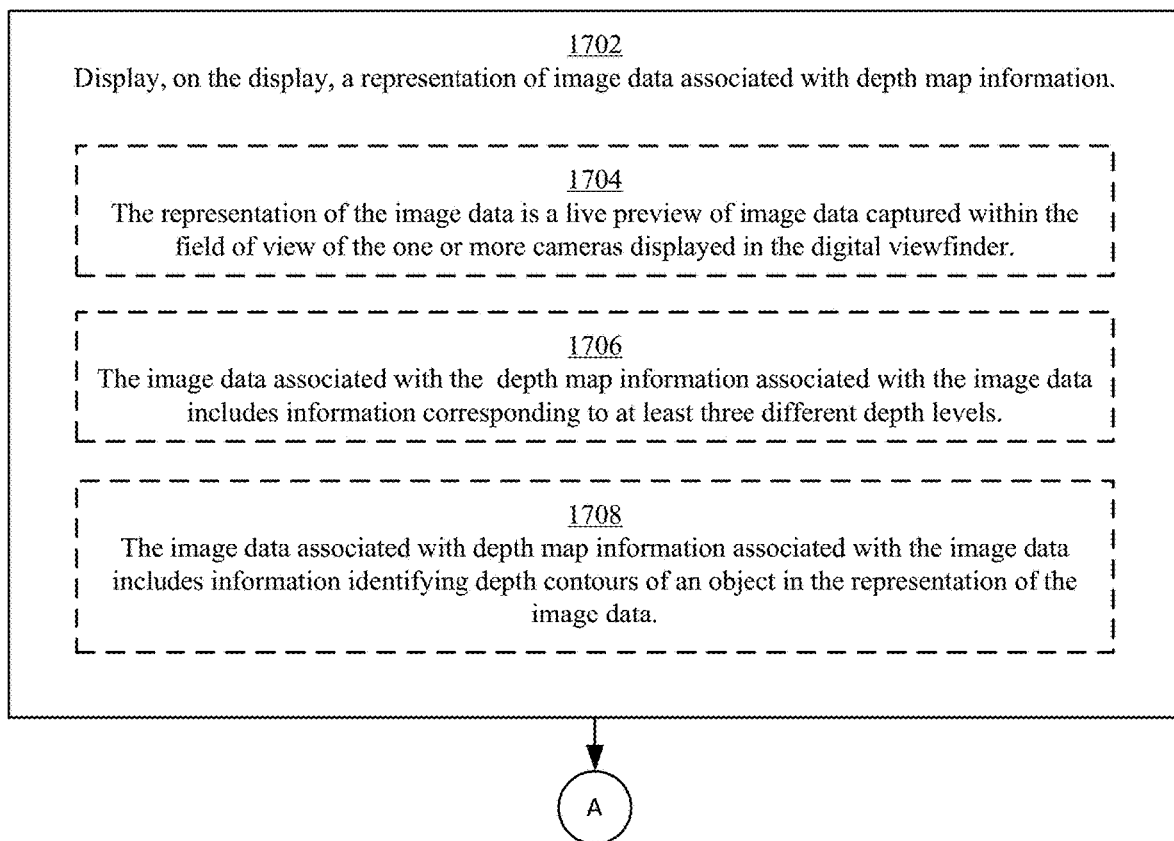 1702
Display, on the display, a representation of image data associated with depth map information.
1704
The representation of the image data is a live preview of image data captured within the
field of view of the one or more cameras displayed in the digital viewfinder.
1706
The image data associated with the depth map information associated with the image data
includes information corresponding to at least three different depth levels.
1708
The image data associated with depth map information associated with the image data
includes information identifying depth contours of an object in the representation of the
image data.
A